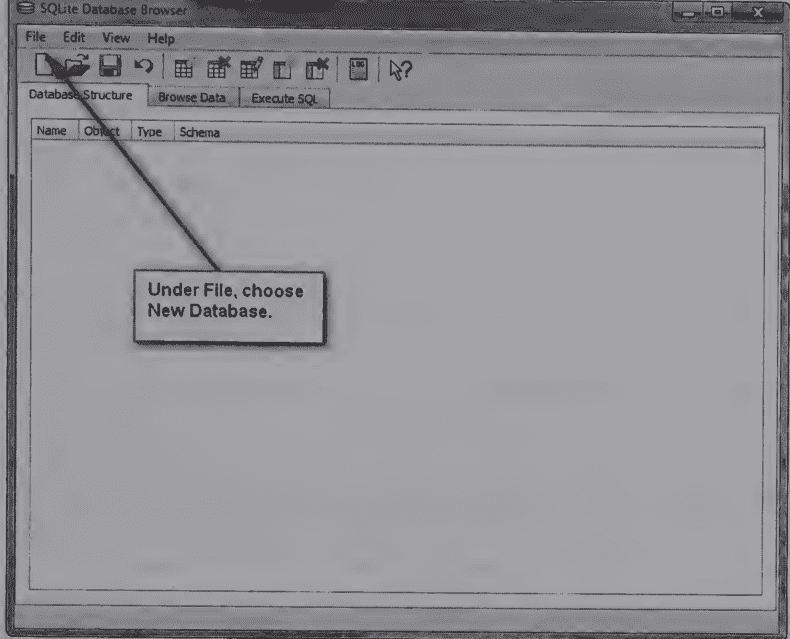 SQLite Database Browser
File Edit View Help
LOG
Database Structure Browse Data Execute SQL
Name Object Type Schema
Under File, choose
New Database.